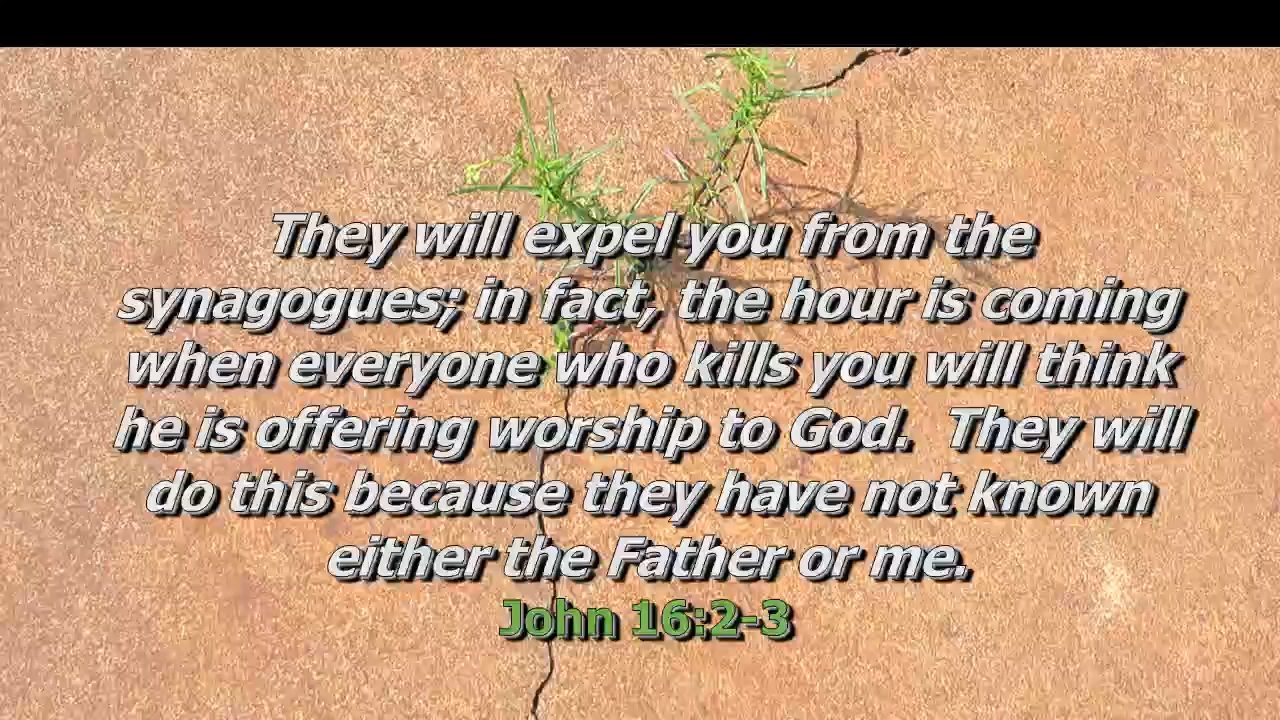 They will expel you from the
synagogues; in fact, the hour is coming
when everyone who kills you will think
he is offering worship to God.  They will
do this because they have not known
either the Father or me.
John 16:2-3